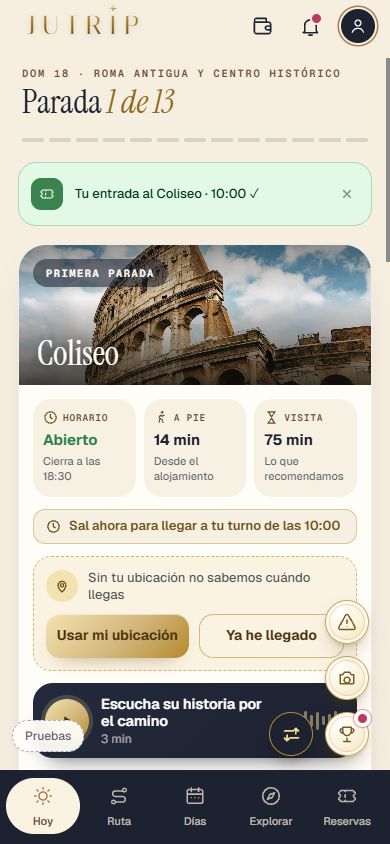 JUTRIP
DOM 18 · ROMA ANTIGUA Y CENTRO HISTÓRICO
Parada 1 de 13
Tu entrada al Coliseo · 10:00 ✓
PRIMERA PARADA
Coliseo
HORARIO
Abierto
Cierra a las
18:30
A PIE
14 min
Desde el
alojamiento
VISITA
75 min
Lo que
recomendamos
Sal ahora para llegar a tu turno de las 10:00
Sin tu ubicación no sabemos cuándo
llegas
Usar mi ubicación
Ya he llegado
Escucha su historia por
el camino
3 min
Pruebas
Hoy
Ruta
Días
Explorar
Reservas